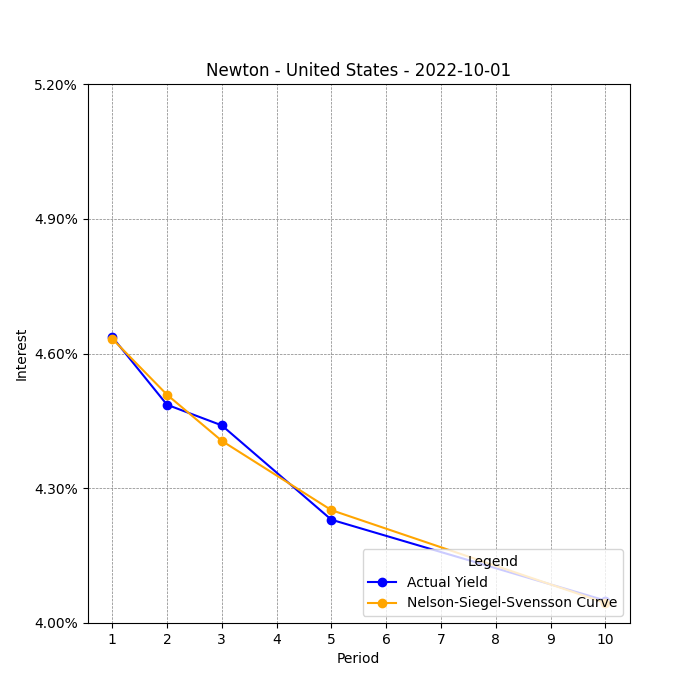 Newton - United States - 2022-10-01
5.20%
4.90%
4.60%
4.30%
4.00%
Interest
1 2 3 4 5 6 7 8 9 10
Period
Legend
Actual Yield
Nelson-Siegel-Svensson Curve